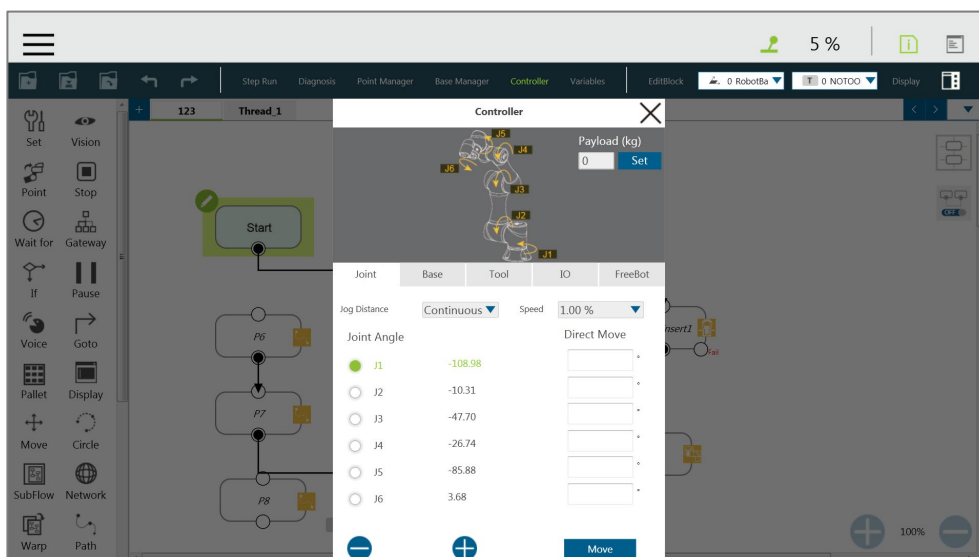 5 %
Step Run Diagnosis Point Manager Base Manager Controller Variables EditBlock 0 RobotBa T 0 NOTOO Display
123 Thread_1
Controller
Set Vision
Point Stop
Wait for Gateway
If Pause
Voice Goto
Pallet Display
Move Circle
SubFlow Network
Warp Path
Start
P6
P7
P8
J5
J4
J6
J3
J2
J1
Payload (kg)
0 Set
Joint Base Tool IO FreeBot
Jog Distance Continuous Speed 1.00 %
Joint Angle Direct Move
J1 -108.98 °
J2 -10.31 °
J3 -47.70 °
J4 -26.74 °
J5 -85.88 °
J6 3.68 °
Move
OFF
nsert1
Fail
100%